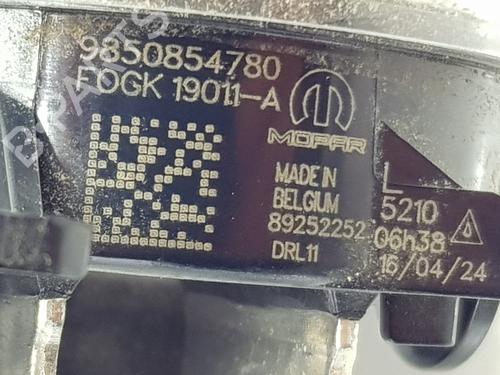 9850854780
FOGK 19011-A
MOPAR
MADE IN
BELGIUM
89252252
DRL11
L
5210
06h38
16/04/24